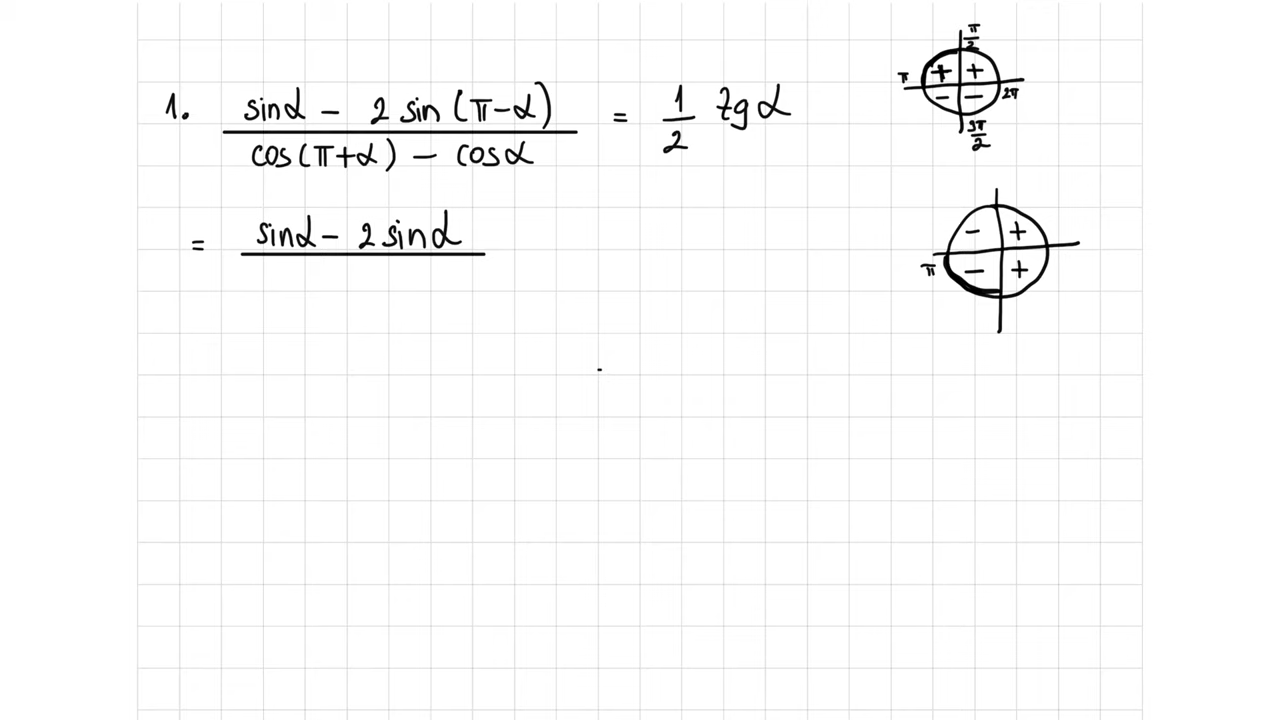 1. (sinα - 2 sin(π-α)) / (cos(π+α) - cosα) = 1/2 tgα
= sinα - 2 sinα
π/2
π + + 2π
- -
3π/2
- +
π - +